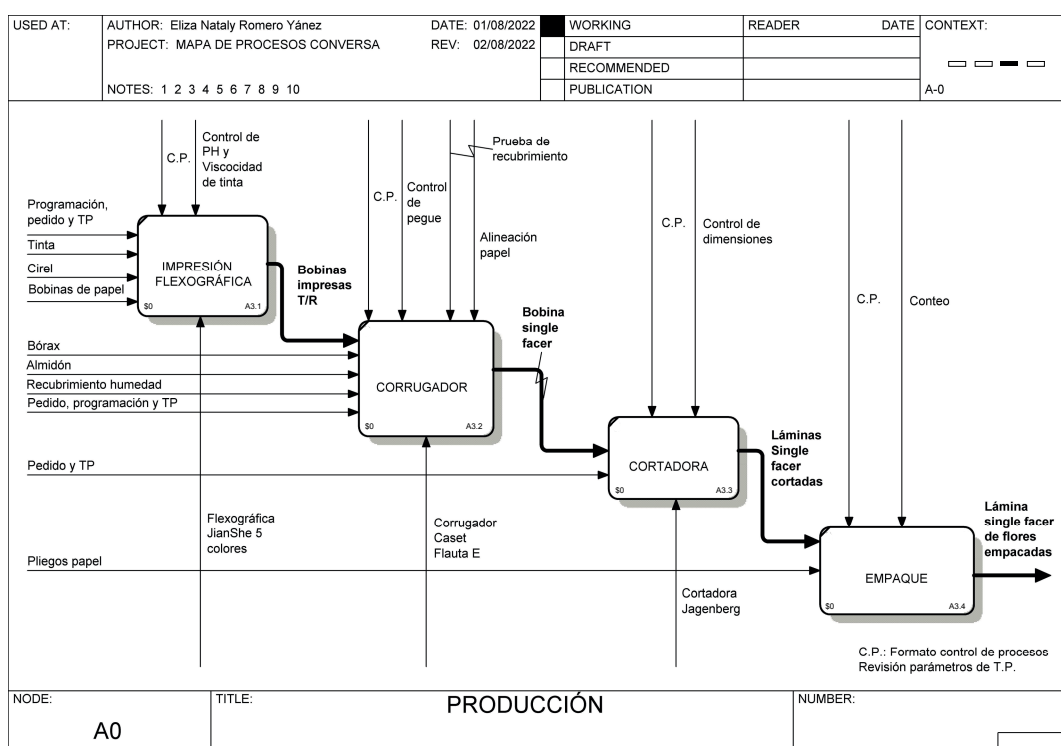 USED AT:
AUTHOR: Eliza Nataly Romero Yánez
DATE: 01/08/2022
WORKING
READER
DATE
CONTEXT:
PROJECT: MAPA DE PROCESOS CONVERSA
REV: 02/08/2022
DRAFT
RECOMMENDED
NOTES: 1 2 3 4 5 6 7 8 9 10
PUBLICATION
A-0
C.P.
Control de
PH y
Viscocidad
de tinta
Prueba de
recubrimiento
C.P.
Control
de
pegue
Alineación
papel
C.P.
Control de
dimensiones
C.P.
Conteo
Programación,
pedido y TP
Tinta
Cirel
Bobinas de papel
IMPRESIÓN
FLEXOGRÁFICA
$0
A3.1
Bobinas
impresas
T/R
Bórax
Almidón
Recubrimiento humedad
Pedido, programación y TP
CORRUGADOR
$0
A3.2
Bobina
single
facer
Pedido y TP
CORTADORA
$0
A3.3
Láminas
Single
facer
cortadas
Flexográfica
JianShe 5
colores
Corrugador
Caset
Flauta E
Cortadora
Jagenberg
Pliegos papel
EMPAQUE
$0
A3.4
Lámina
single facer
de flores
empacadas
C.P.: Formato control de procesos
Revisión parámetros de T.P.
NODE:
A0
TITLE:
PRODUCCIÓN
NUMBER: